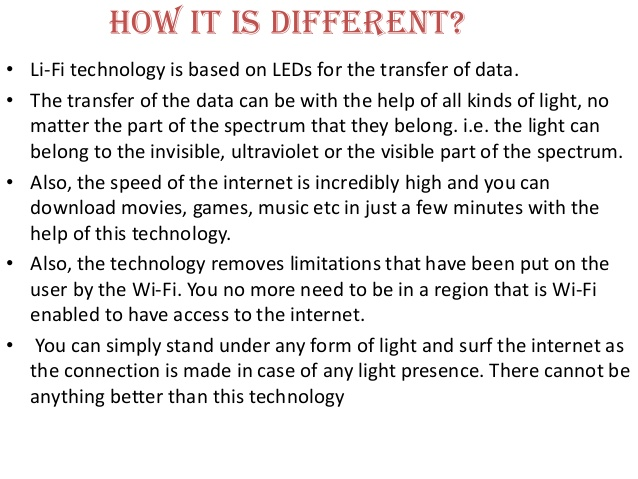 HOW IT IS DIFFERENT?
• Li-Fi technology is based on LEDs for the transfer of data.
• The transfer of the data can be with the help of all kinds of light, no
matter the part of the spectrum that they belong. i.e. the light can
belong to the invisible, ultraviolet or the visible part of the spectrum.
• Also, the speed of the internet is incredibly high and you can
download movies, games, music etc in just a few minutes with the
help of this technology.
• Also, the technology removes limitations that have been put on the
user by the Wi-Fi. You no more need to be in a region that is Wi-Fi
enabled to have access to the internet.
• You can simply stand under any form of light and surf the internet as
the connection is made in case of any light presence. There cannot be
anything better than this technology